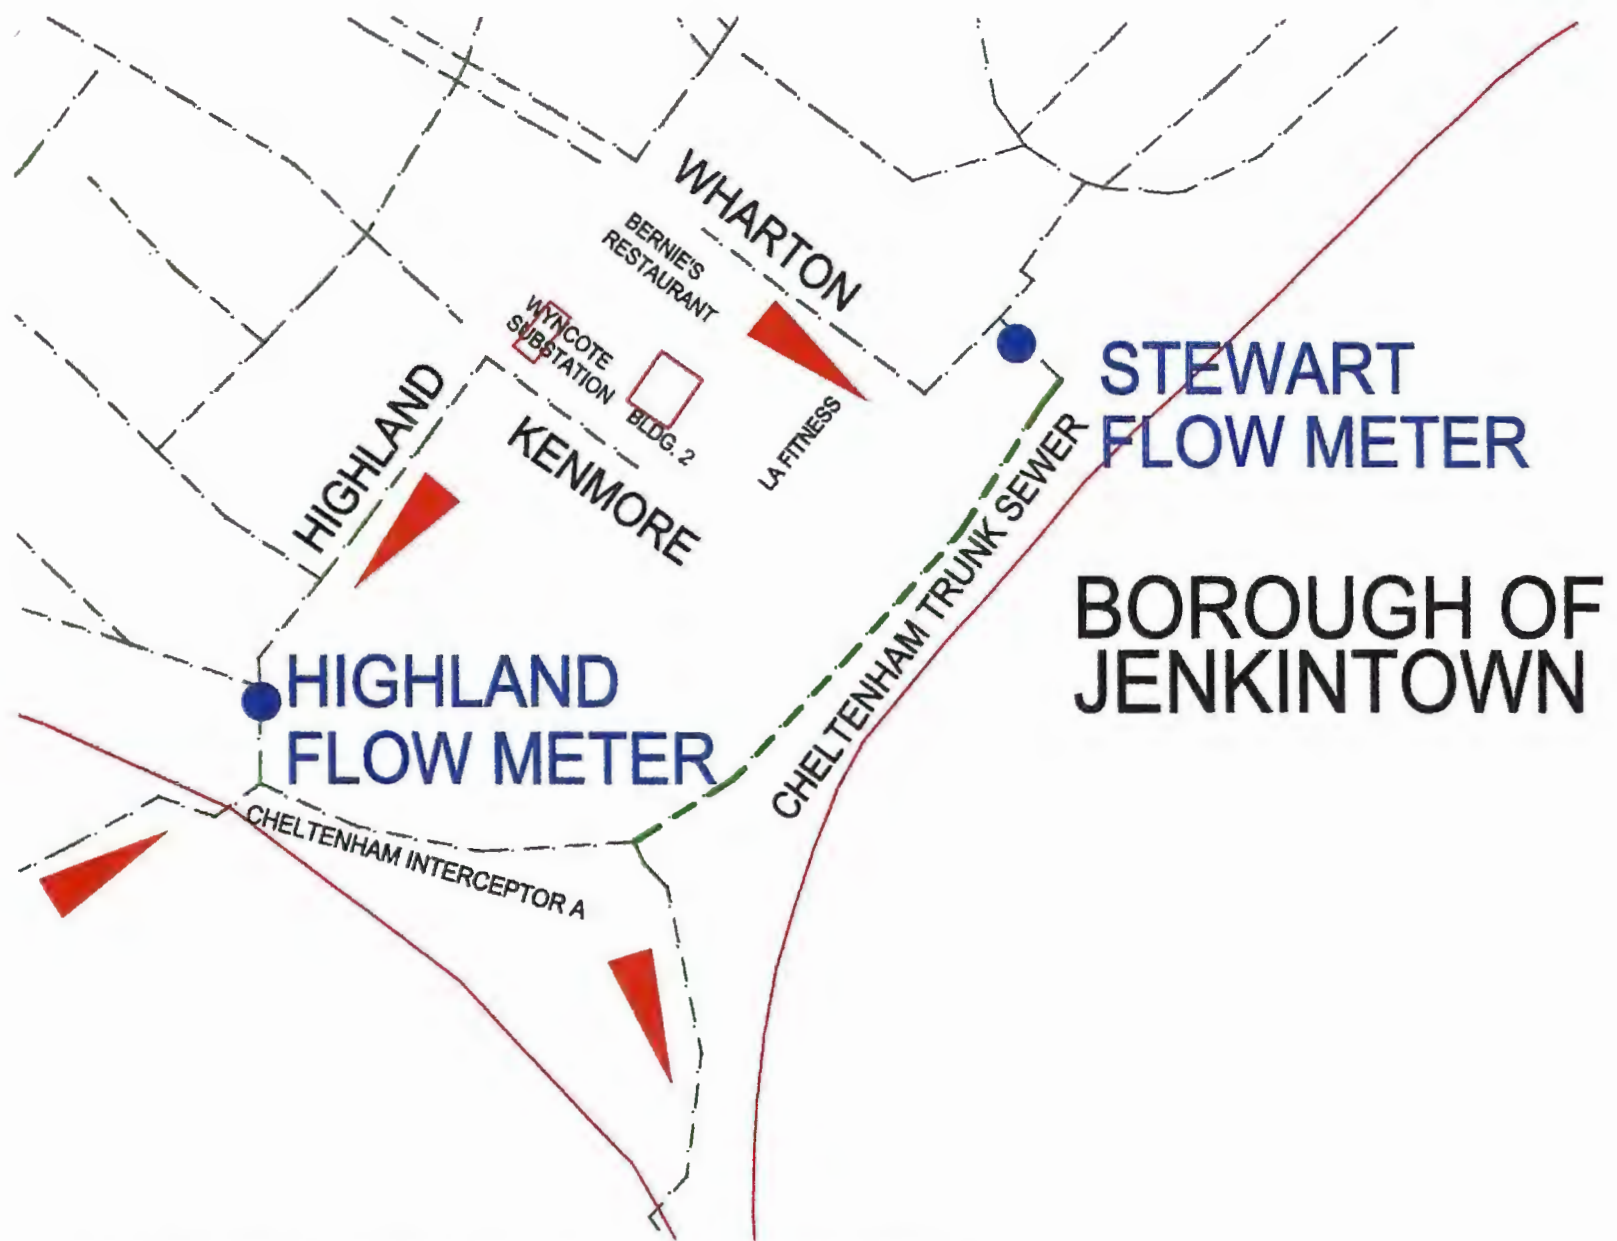 WHARTON
BERNIE'S
RESTAURANT
WYNCOTE
SUBSTATION
BLDG. 2
LA FITNESS
STEWART
FLOW METER
HIGHLAND
KENMORE
CHELTENHAM TRUNK SEWER
BOROUGH OF
JENKINTOWN
HIGHLAND
FLOW METER
CHELTENHAM INTERCEPTOR A